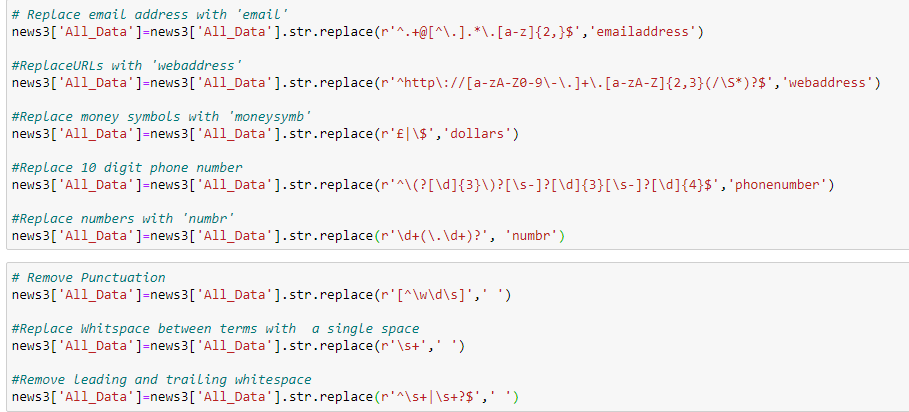 # Replace email address with 'email'
news3['All_Data']=news3['All_Data'].str.replace(r'^.+@[^\.].*\.[a-z]{2,}$','emailaddress')
#ReplaceURLs with 'webaddress'
news3['All_Data']=news3['All_Data'].str.replace(r'^http\://[a-zA-Z0-9\-\.]+\.[a-zA-Z]{2,3}(/\S*)?$','webaddress')
#Replace money symbols with 'moneysymb'
news3['All_Data']=news3['All_Data'].str.replace(r'£|\$','dollars')
#Replace 10 digit phone number
news3['All_Data']=news3['All_Data'].str.replace(r'^\(?[\d]{3}\)?[\s-]?[\d]{3}[\s-]?[\d]{4}$','phonenumber')
#Replace numbers with 'numbr'
news3['All_Data']=news3['All_Data'].str.replace(r'\d+(\.\d+)?', 'numbr')
# Remove Punctuation
news3['All_Data']=news3['All_Data'].str.replace(r'[^\w\d\s]',' ')
#Replace Whitspace between terms with  a single space
news3['All_Data']=news3['All_Data'].str.replace(r'\s+',' ')
#Remove leading and trailing whitespace
news3['All_Data']=news3['All_Data'].str.replace(r'^\s+|\s+?$',' ')